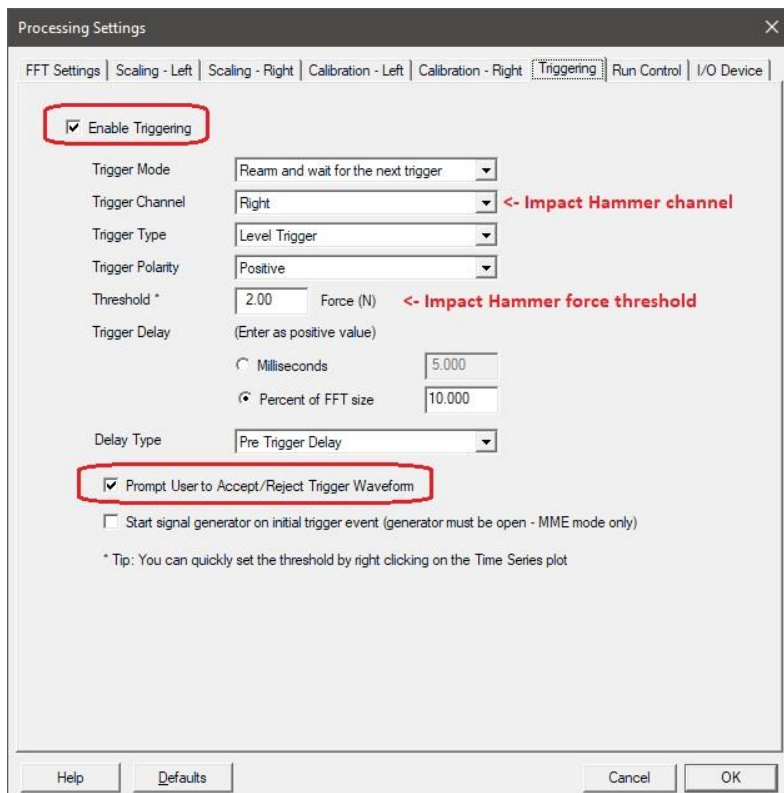 Processing Settings
FFT Settings Scaling - Left Scaling - Right Calibration - Left Calibration - Right Triggering Run Control I/O Device
Enable Triggering
Trigger Mode Rearm and wait for the next trigger
Trigger Channel Right <- Impact Hammer channel
Trigger Type Level Trigger
Trigger Polarity Positive
Threshold * 2.00 Force (N) <- Impact Hammer force threshold
Trigger Delay (Enter as positive value)
Milliseconds 5.000
Percent of FFT size 10.000
Delay Type Pre Trigger Delay
Prompt User to Accept/Reject Trigger Waveform
Start signal generator on initial trigger event (generator must be open - MME mode only)
* Tip: You can quickly set the threshold by right clicking on the Time Series plot
Help Defaults Cancel OK